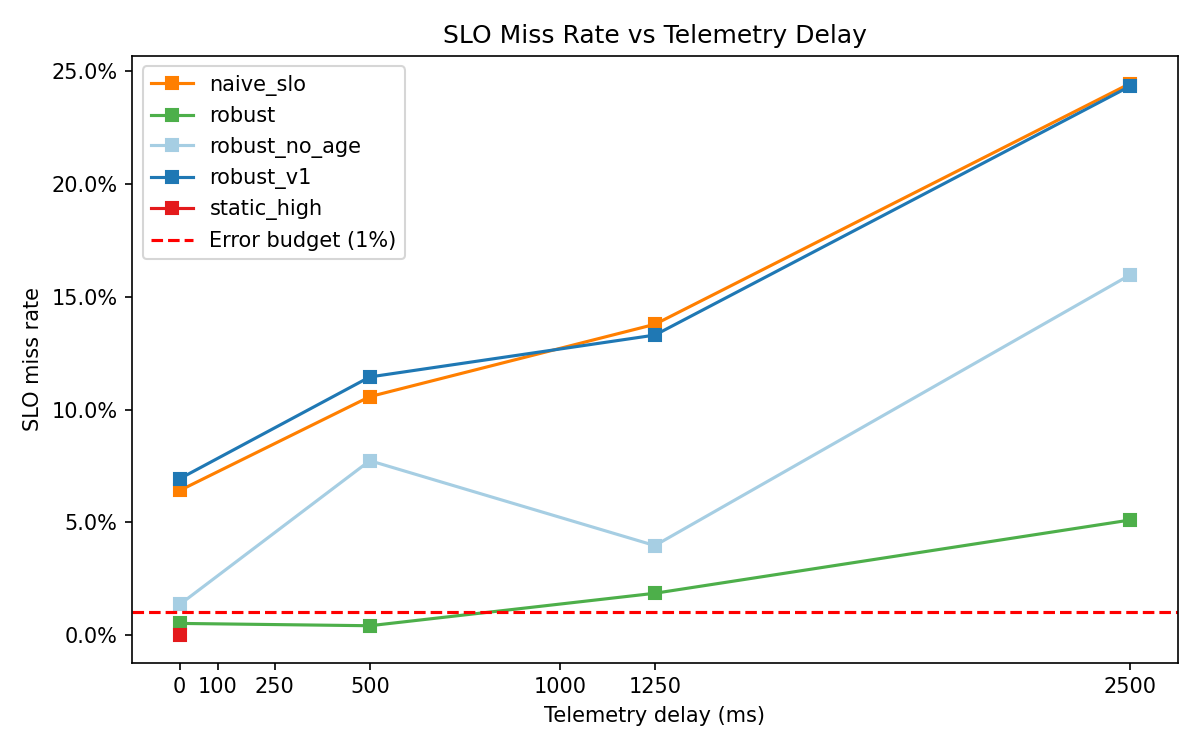 SLO Miss Rate vs Telemetry Delay
naive_slo
robust
robust_no_age
robust_v1
static_high
Error budget (1%)
SLO miss rate
25.0%
20.0%
15.0%
10.0%
5.0%
0.0%
0 100 250 500 1000 1250 2500
Telemetry delay (ms)